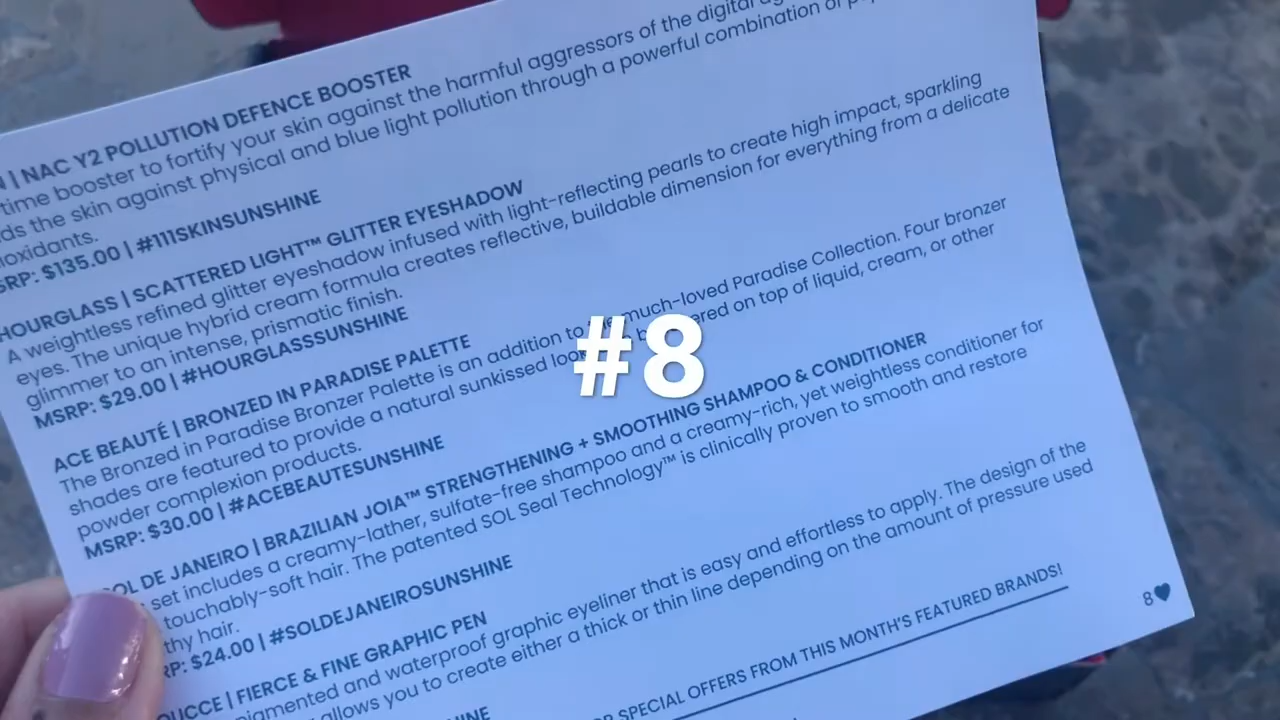 | NAC Y2 POLLUTION DEFENCE BOOSTER
time booster to fortify your skin against the harmful aggressors of the digital
the skin against physical and blue light pollution through a powerful combination of
$135.00 | #111SKINSUNSHINE
HOURGLASS | SCATTERED LIGHT™ GLITTER EYESHADOW
A weightless refined glitter eyeshadow infused with light-reflecting pearls to create high impact, sparkling
eyes. The unique hybrid cream formula creates reflective, buildable dimension for everything from a delicate
glimmer to an intense, prismatic finish.
MSRP: $29.00 | #HOURGLASSSUNSHINE
ACE BEAUTÉ | BRONZED IN PARADISE PALETTE
The Bronzed in Paradise Bronzer Palette is an addition to much-loved Paradise Collection. Four bronzer
shades are featured to provide a natural sunkissed on top of liquid, cream, or other
powder complexion products.
MSRP: $30.00 | #ACEBEAUTESUNSHINE
#8
SOL DE JANEIRO | BRAZILIAN JOIA™ STRENGTHENING + SMOOTHING SHAMPOO & CONDITIONER
set includes a creamy-lather, sulfate-free shampoo and a creamy-rich, yet weightless conditioner for
touchably-soft hair. The patented SOL Seal Technology™ is clinically proven to smooth and restore
hair.
$24.00 | #SOLDEJANEIROSUNSHINE
| FIERCE & FINE GRAPHIC PEN
and waterproof graphic eyeliner that is easy and effortless to apply. The design of the
allows you to create either a thick or thin line depending on the amount of pressure used
SPECIAL OFFERS FROM THIS MONTH'S FEATURED BRANDS!
8♥